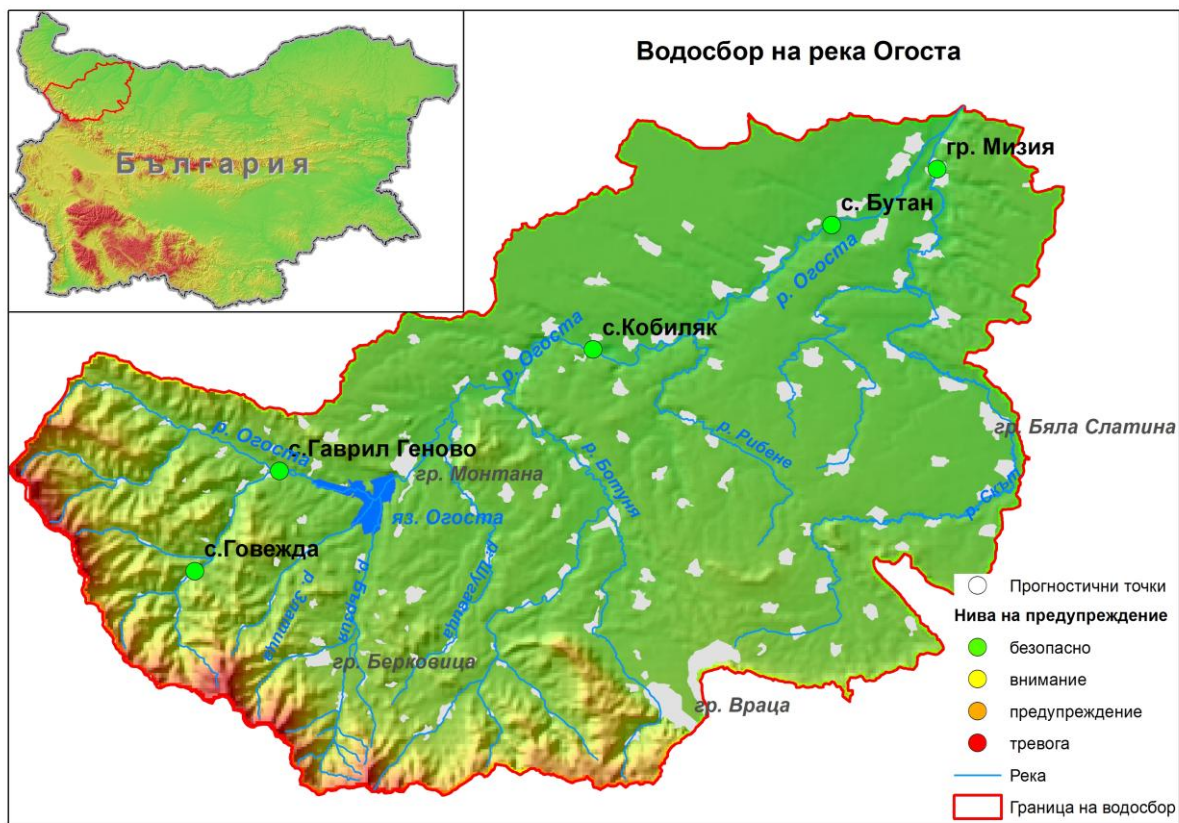 Водосбор на река Огоста
България
гр. Мизия
с. Бутан
р. Огоста
с.Кобиляк
р. Огоста
гр. Бяла Слатина
р. Огоста
с.Гаврил Геново
р. Рибене
гр. Монтана
р. Ботуня
р. Скът
яз. Огоста
с.Говежда
р. Златица
р. Бързия
р. Шугавица
гр. Берковица
гр. Враца
Прогностични точки
Нива на предупреждение
безопасно
внимание
предупреждение
тревога
Река
Граница на водосбор